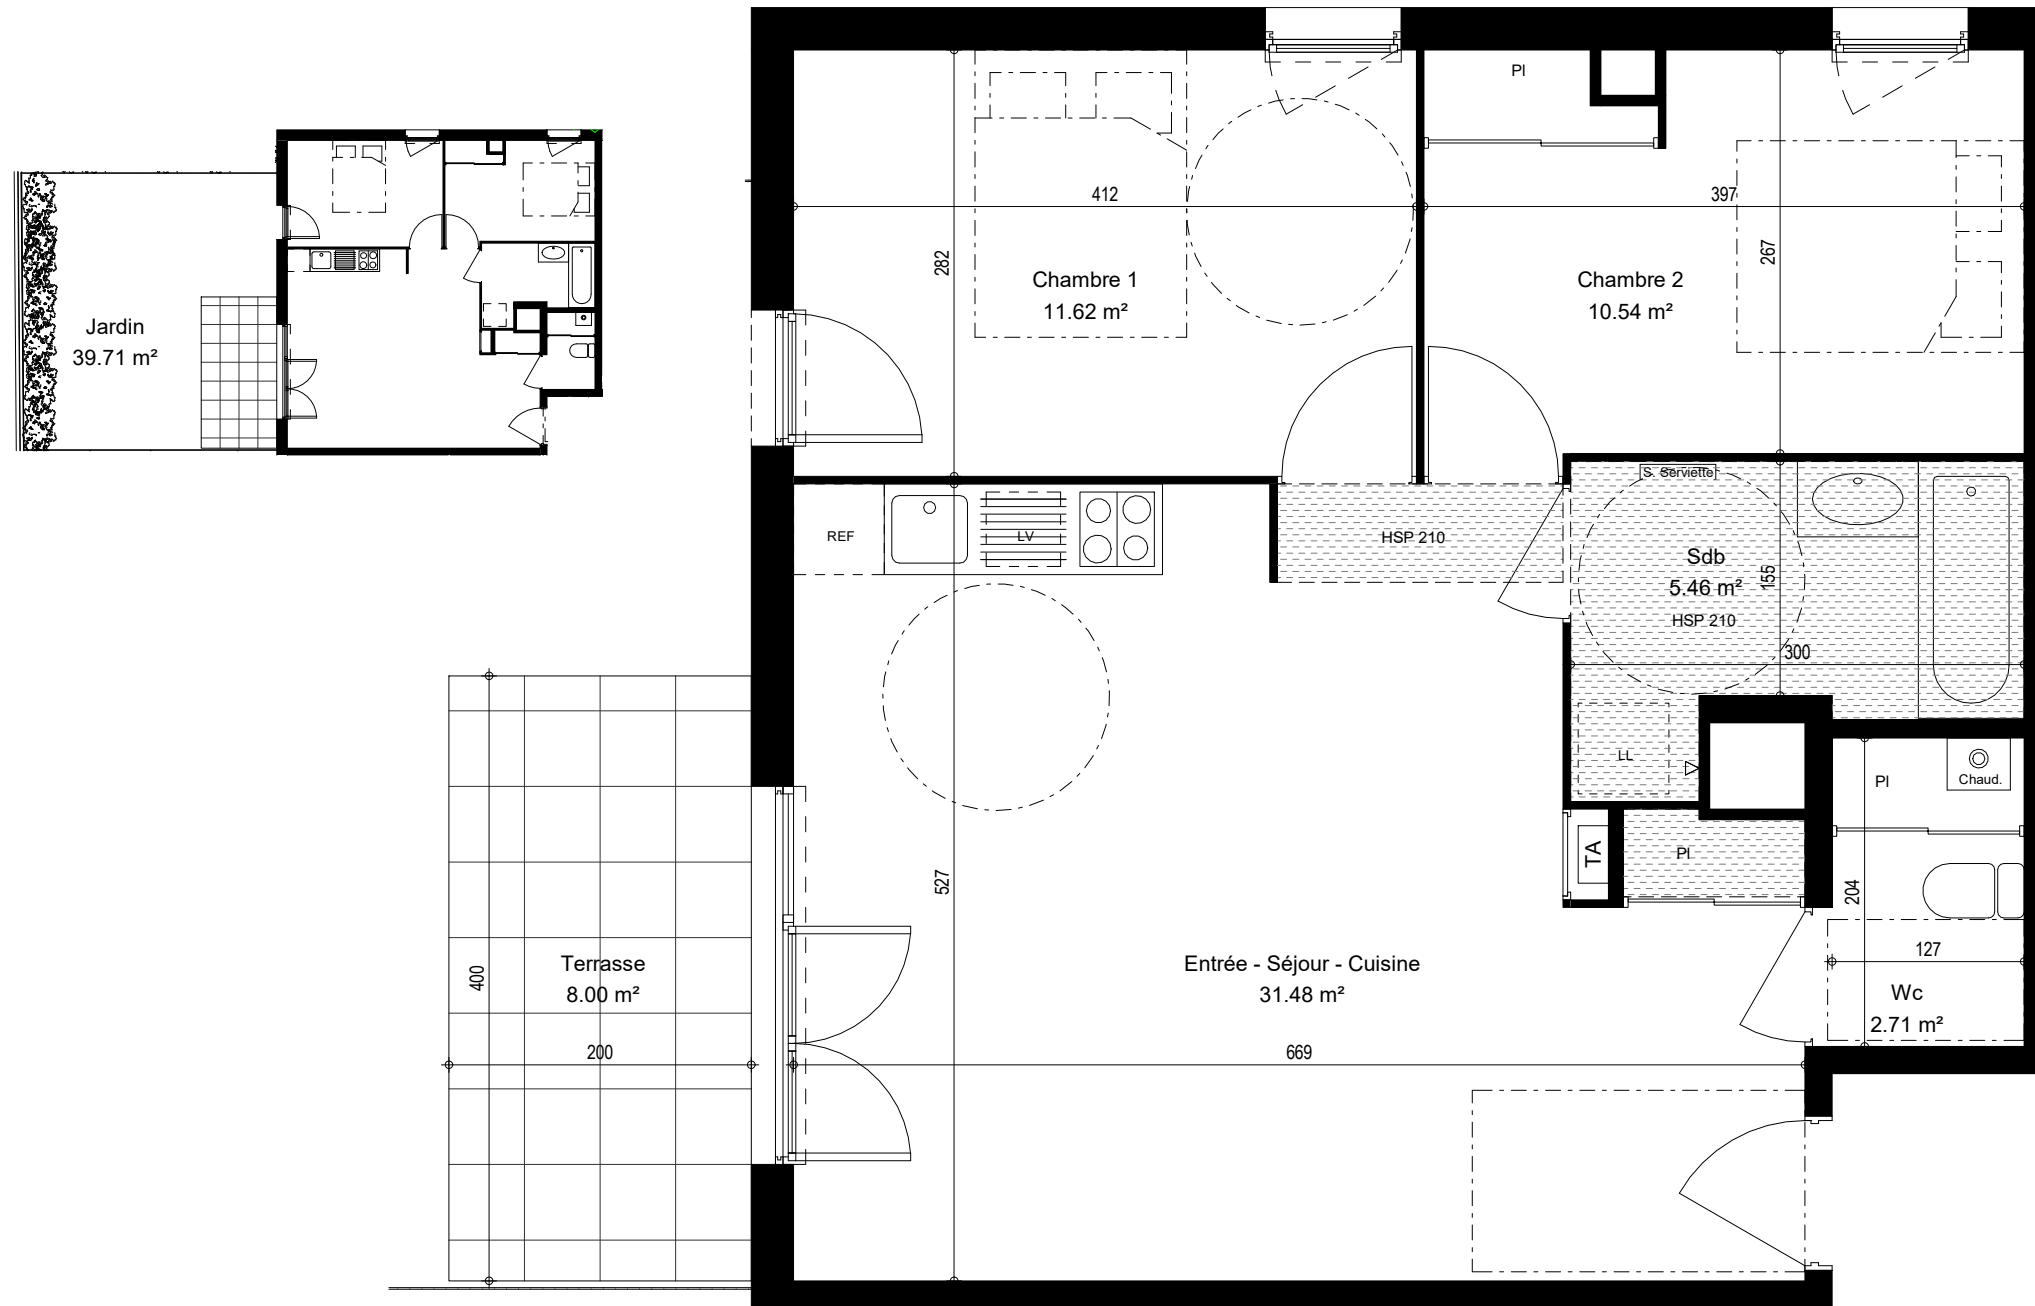 Jardin
39.71 m²
Pl
412
397
282
267
Chambre 1
11.62 m²
Chambre 2
10.54 m²
S. Serviette
REF
LV
HSP 210
Sdb
5.46 m²
155
HSP 210
300
LL
Pl
Chaud.
TA
Pl
527
204
Terrasse
8.00 m²
400
200
Entrée - Séjour - Cuisine
31.48 m²
127
Wc
2.71 m²
669